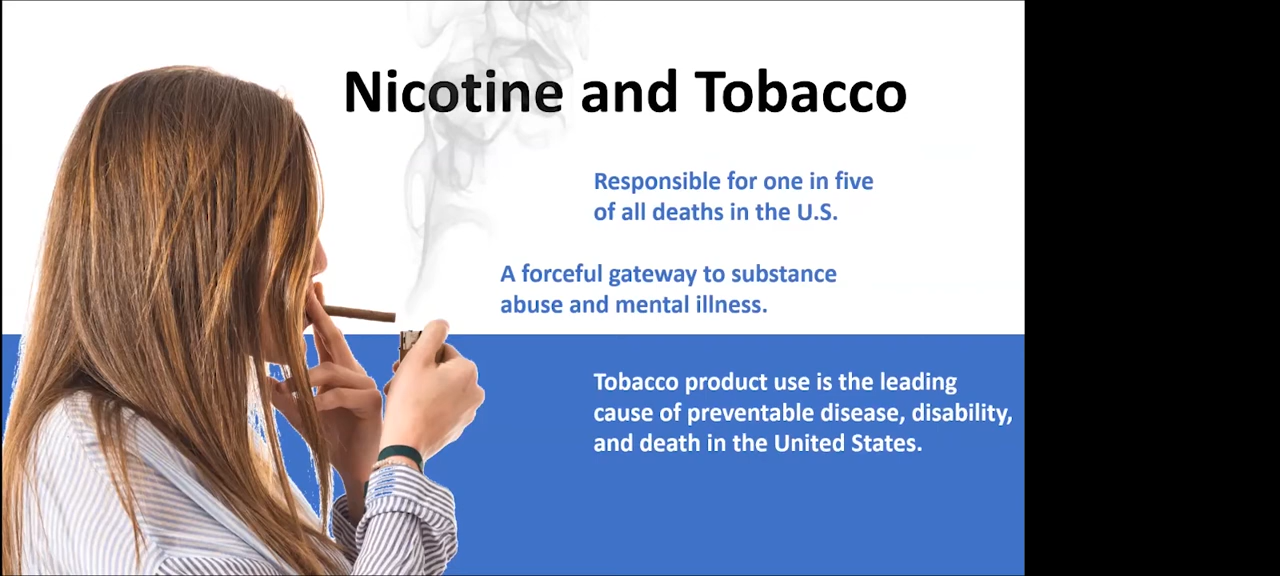 Nicotine and Tobacco
Responsible for one in five
of all deaths in the U.S.
A forceful gateway to substance
abuse and mental illness.
Tobacco product use is the leading
cause of preventable disease, disability,
and death in the United States.